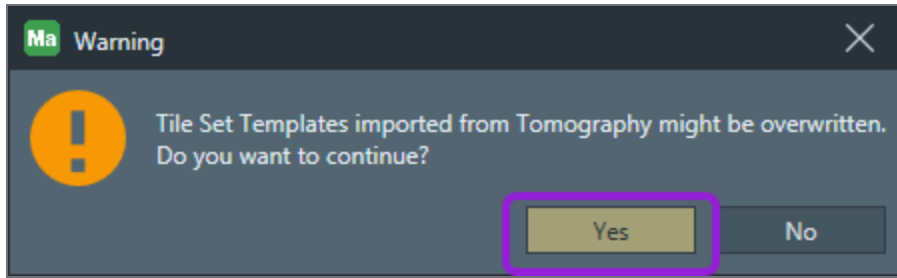 Ma Warning
Tile Set Templates imported from Tomography might be overwritten.
Do you want to continue?
Yes No